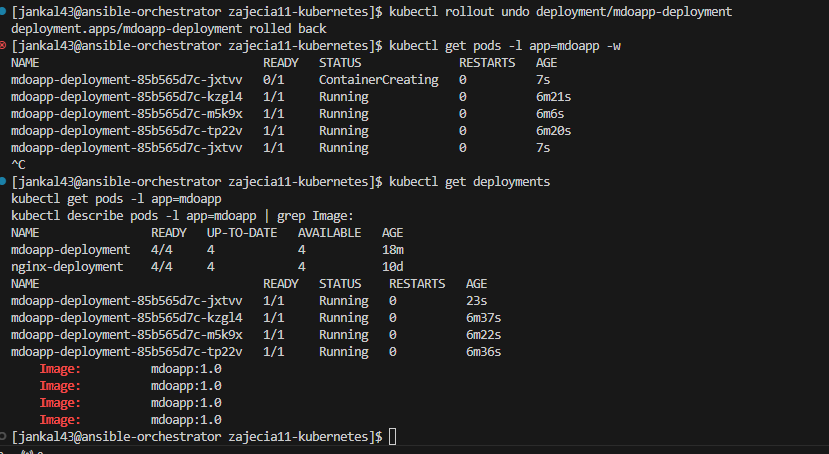 [jankal43@ansible-orchestrator zajecia11-kubernetes]$ kubectl rollout undo deployment/mdoapp-deployment
deployment.apps/mdoapp-deployment rolled back
[jankal43@ansible-orchestrator zajecia11-kubernetes]$ kubectl get pods -l app=mdoapp -w
NAME                                READY   STATUS              RESTARTS   AGE
mdoapp-deployment-85b565d7c-jxtvv   0/1     ContainerCreating   0          7s
mdoapp-deployment-85b565d7c-kzgl4   1/1     Running             0          6m21s
mdoapp-deployment-85b565d7c-m5k9x   1/1     Running             0          6m6s
mdoapp-deployment-85b565d7c-tp22v   1/1     Running             0          6m20s
mdoapp-deployment-85b565d7c-jxtvv   1/1     Running             0          7s
^C
[jankal43@ansible-orchestrator zajecia11-kubernetes]$ kubectl get deployments
kubectl get pods -l app=mdoapp
kubectl describe pods -l app=mdoapp | grep Image:
NAME                READY   UP-TO-DATE   AVAILABLE   AGE
mdoapp-deployment   4/4     4            4           18m
nginx-deployment    4/4     4            4           10d
NAME                                READY   STATUS    RESTARTS   AGE
mdoapp-deployment-85b565d7c-jxtvv   1/1     Running   0          23s
mdoapp-deployment-85b565d7c-kzgl4   1/1     Running   0          6m37s
mdoapp-deployment-85b565d7c-m5k9x   1/1     Running   0          6m22s
mdoapp-deployment-85b565d7c-tp22v   1/1     Running   0          6m36s
    Image:          mdoapp:1.0
    Image:          mdoapp:1.0
    Image:          mdoapp:1.0
    Image:          mdoapp:1.0
[jankal43@ansible-orchestrator zajecia11-kubernetes]$